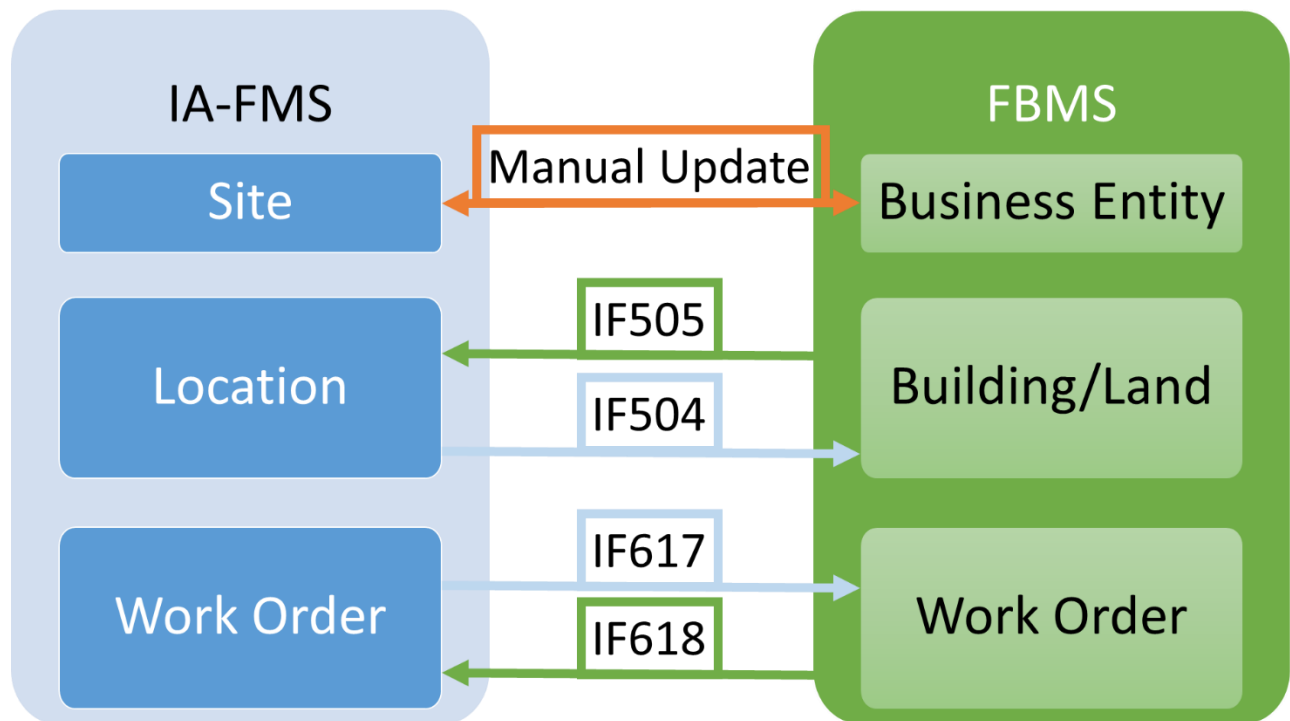 IA-FMS
FBMS
Manual Update
Site
Business Entity
IF505
Location
Building/Land
IF504
IF617
Work Order
Work Order
IF618